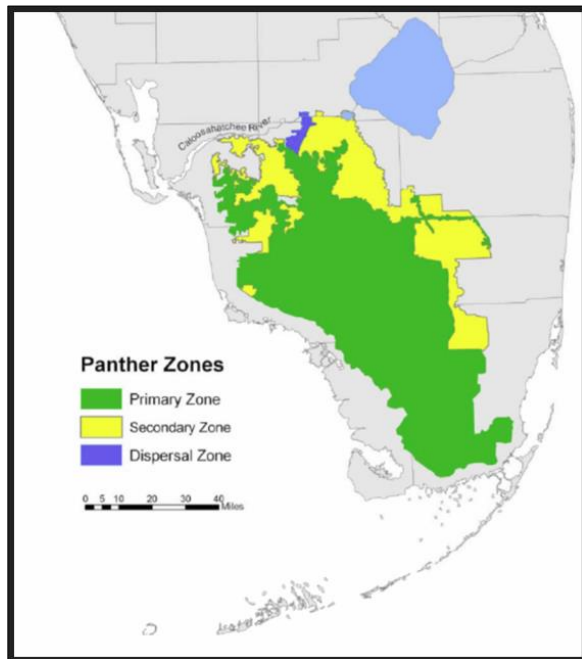 Caloosahatchee River
Panther Zones
Primary Zone
Secondary Zone
Dispersal Zone
0 5 10 20 30 40
Miles